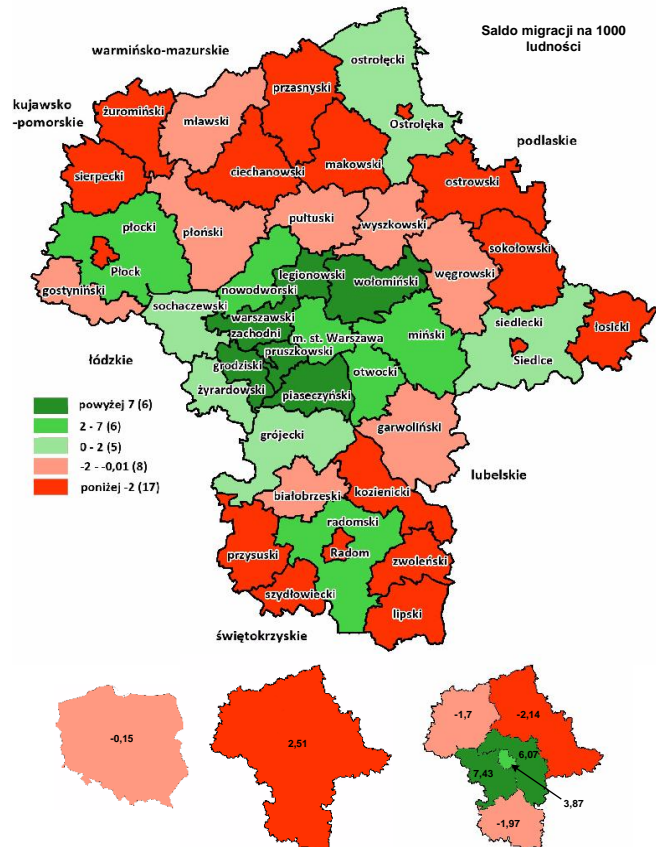 Saldo migracji na 1000
ludności
warmińsko-mazurskie
ostrołęcki
przasnyski
kujawsko
-pomorskie
żuromiński
mławski
Ostrołęka
podlaskie
sierpecki
ciechanowski
makowski
ostrowski
płocki
płoński
pułtuski
wyszkowski
sokołowski
Płock
legionowski
wołomiński
węgrowski
gostyniński
nowodworski
sochaczewski
warszawski
zachodni
m. st. Warszawa
miński
siedlecki
łosicki
łódzkie
pruszkowski
Siedlce
grodziski
otwocki
żyrardowski
piaseczyński
powyżej 7 (6)
2 - 7 (6)
0 - 2 (5)
-2 - -0,01 (8)
poniżej -2 (17)
grójecki
garwoliński
lubelskie
białobrzeski
kozienicki
radomski
przysuski
Radom
zwoleński
szydłowiecki
lipski
świętokrzyskie
-0,15
2,51
-1,7
-2,14
6,07
7,43
3,87
-1,97